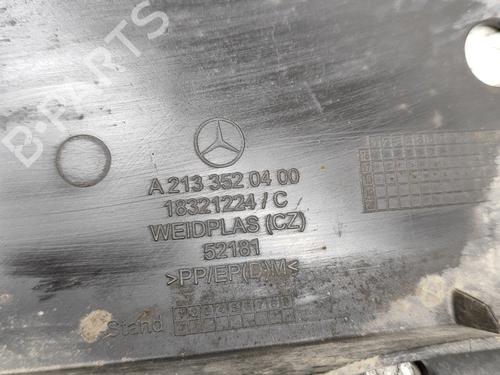 B-PARTS
A 213 352 04 00
18321224 / C
WEIDPLAS (CZ)
52181
>PP/EP(D)M<
Stand